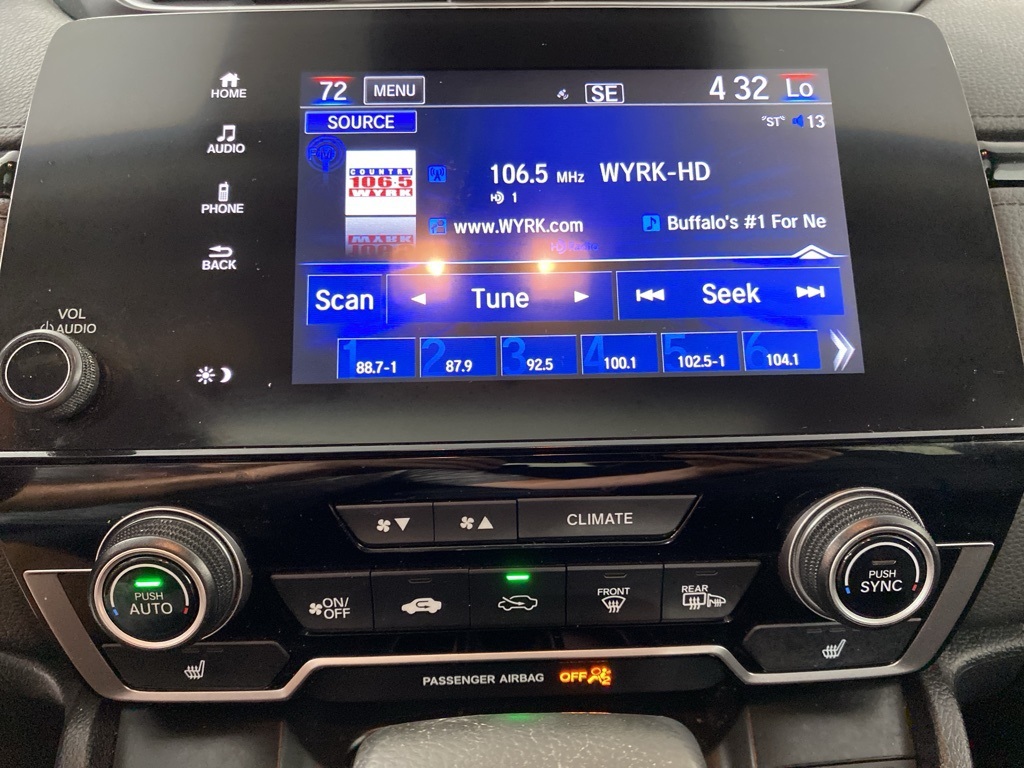 72 MENU SE 4 32 Lo
HOME
SOURCE
"ST" 13
AUDIO
COUNTRY
106.5
WYRK
106.5 MHz WYRK-HD
HD 1
PHONE
www.WYRK.com Buffalo's #1 For Ne
BACK
Scan Tune Seek
VOL
AUDIO
1 88.7-1
2 87.9
3 92.5
4 100.1
5 102.5-1
6 104.1
CLIMATE
PUSH
AUTO
ON/
OFF
FRONT
REAR
PUSH
SYNC
PASSENGER AIRBAG OFF 2